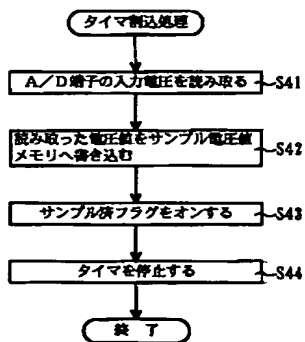 タイマ割込処理
A/D端子の入力電圧を読み取る S41
読み取った電圧値をサンプル電圧値
メモリへ書き込む S42
サンプル済フラグをオンする S43
タイマを停止する S44
終 了